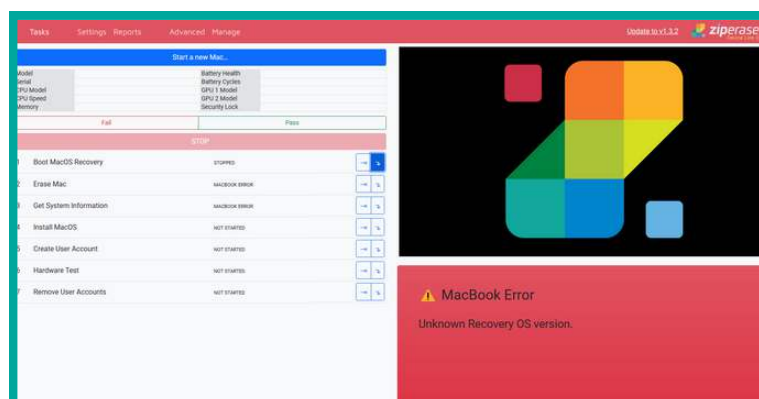 Tasks Settings Reports Advanced Manage Update to v1.3.2 ziperase
Start a new Mac...
Model Battery Health
Serial Battery Cycles
CPU Model GPU 1 Model
CPU Speed GPU 2 Model
Memory Security Lock
Fail Pass
STOP
1 Boot MacOS Recovery STOPPED
2 Erase Mac MACBOOK ERROR
3 Get System Information MACBOOK ERROR
4 Install MacOS NOT STARTED
5 Create User Account NOT STARTED
6 Hardware Test NOT STARTED
7 Remove User Accounts NOT STARTED
MacBook Error
Unknown Recovery OS version.